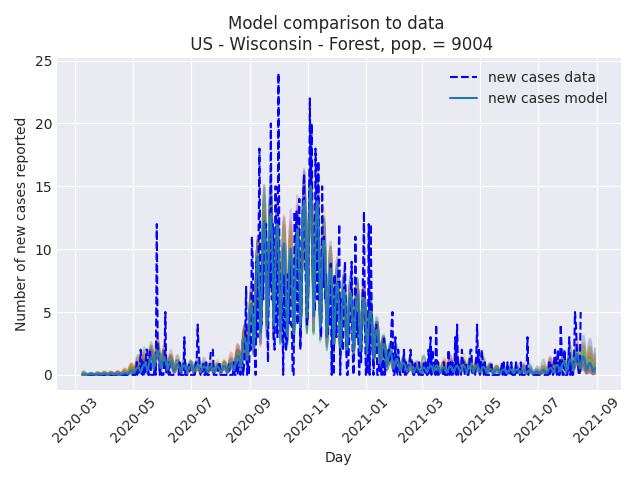 Model comparison to data
US - Wisconsin - Forest, pop. = 9004
new cases data
new cases model
Number of new cases reported
25
20
15
10
5
0
2020-03
2020-05
2020-07
2020-09
2020-11
2021-01
2021-03
2021-05
2021-07
2021-09
Day